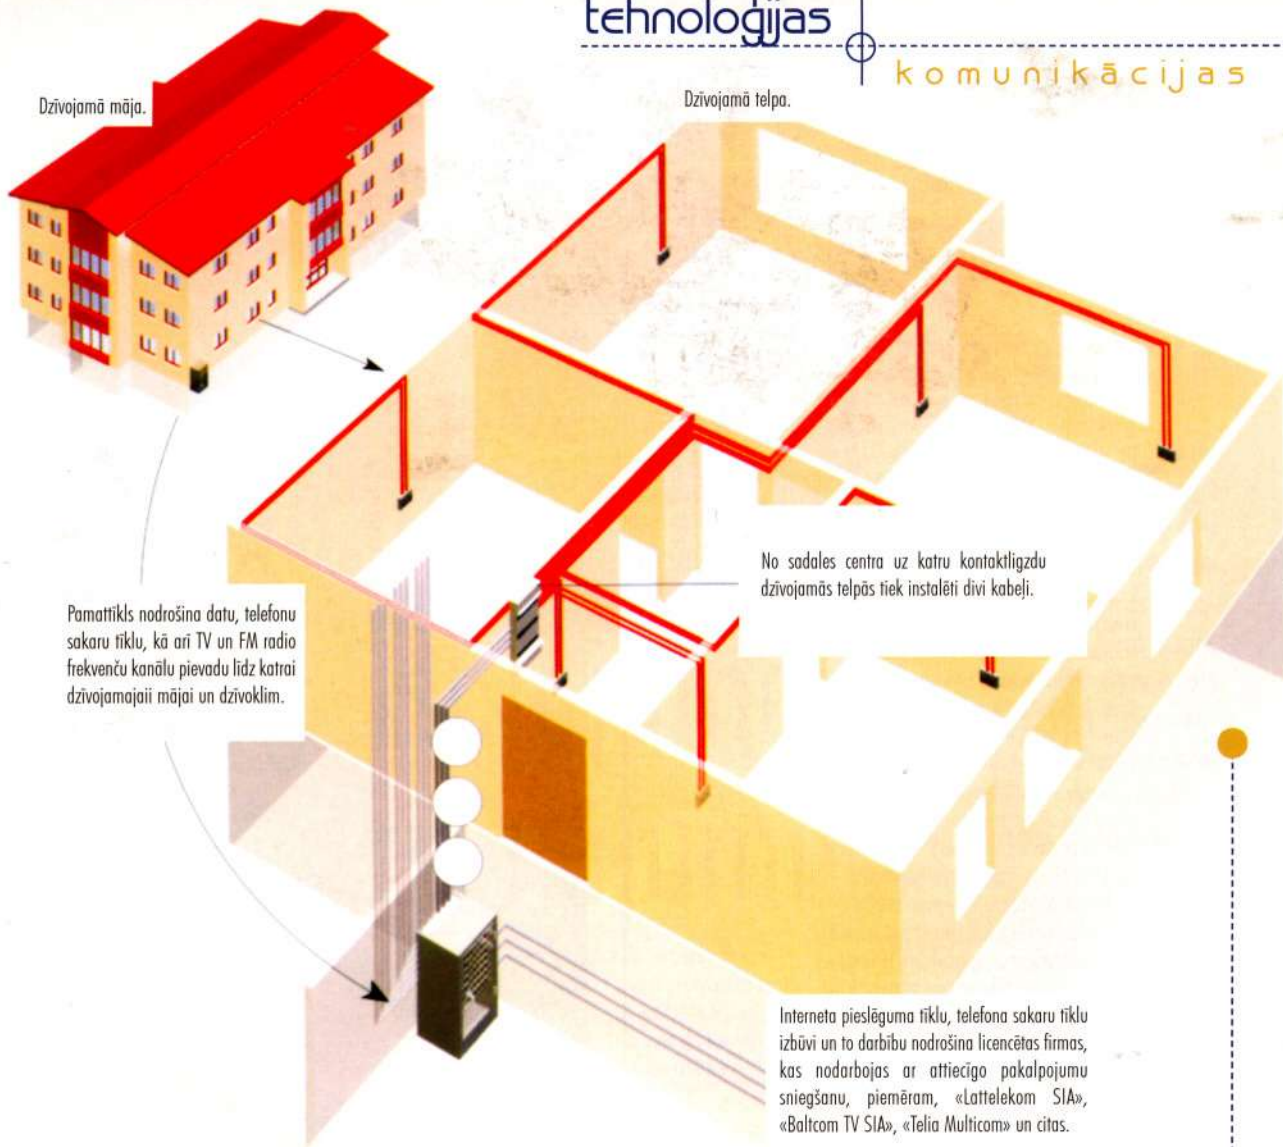 tehnoloģijas
komunikācijas
Dzīvojamā māja.
Dzīvojamā telpa.
No sadales centra uz katru kontaktligzdu
dzīvojamās telpās tiek instalēti divi kabeļi.
Pamattīkls nodrošina datu, telefonu
sakaru tīklu, kā arī TV un FM radio
frekvenču kanālu pievadu līdz katrai
dzīvojamajaii mājai un dzīvoklim.
Interneta pieslēguma tīklu, telefona sakaru tīklu
izbūvi un to darbību nodrošina licencētas firmas,
kas nodarbojas ar attiecīgo pakalpojumu
sniegšanu, piemēram, «Lattelekom SIA»,
«Baltcom TV SIA», «Telia Multicom» un citas.